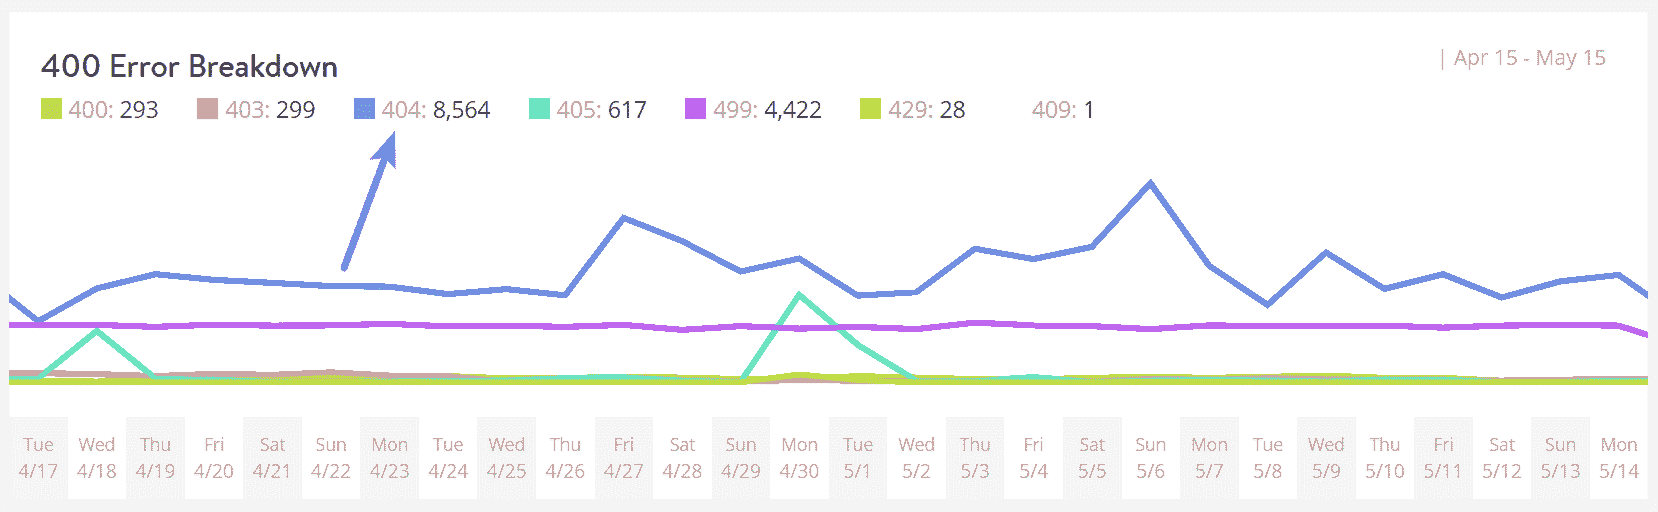 400 Error Breakdown
| Apr 15 - May 15
400: 293 403: 299 404: 8,564 405: 617 499: 4,422 429: 28 409: 1
Tue Wed Thu Fri Sat Sun Mon Tue Wed Thu Fri Sat Sun Mon Tue Wed Thu Fri Sat Sun Mon Tue Wed Thu Fri Sat Sun Mon
4/17 4/18 4/19 4/20 4/21 4/22 4/23 4/24 4/25 4/26 4/27 4/28 4/29 4/30 5/1 5/2 5/3 5/4 5/5 5/6 5/7 5/8 5/9 5/10 5/11 5/12 5/13 5/14